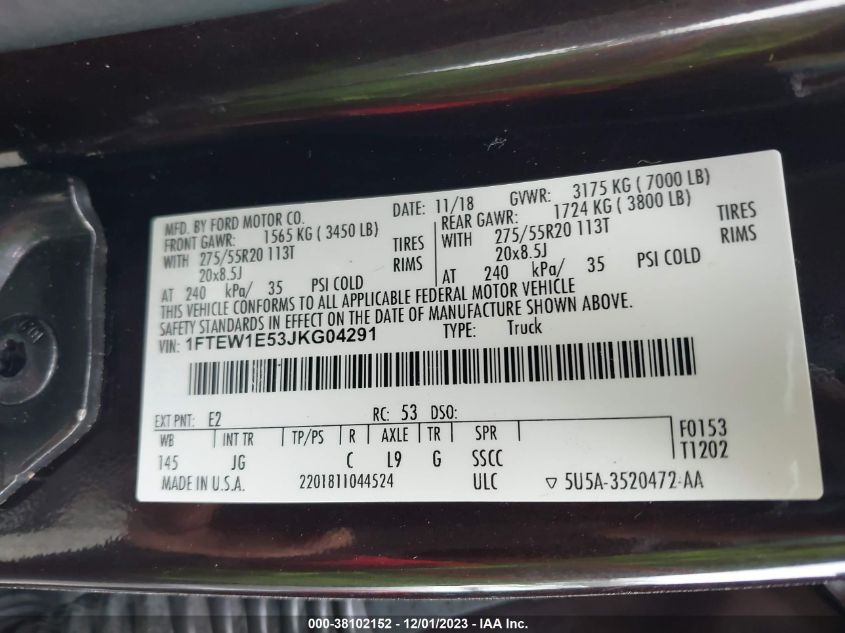 MFD. BY FORD MOTOR CO. DATE: 11/18 GVWR: 3175 KG ( 7000 LB)
FRONT GAWR: 1565 KG ( 3450 LB) REAR GAWR: 1724 KG ( 3800 LB)
WITH 275/55R20 113T TIRES WITH 275/55R20 113T TIRES
20x8.5J RIMS 20x8.5J RIMS
AT 240 kPa/ 35 PSI COLD AT 240 kPa/ 35 PSI COLD
THIS VEHICLE CONFORMS TO ALL APPLICABLE FEDERAL MOTOR VEHICLE
SAFETY STANDARDS IN EFFECT ON THE DATE OF MANUFACTURE SHOWN ABOVE.
VIN: 1FTEW1E53JKG04291 TYPE: Truck
EXT PNT: E2 RC: 53 DSO:
WB INT TR TP/PS R AXLE TR SPR F0153
145 JG C L9 G SSCC T1202
MADE IN U.S.A. 2201811044524 ULC ▽ 5U5A-3520472-AA
000-38102152 - 12/01/2023 - IAA Inc.